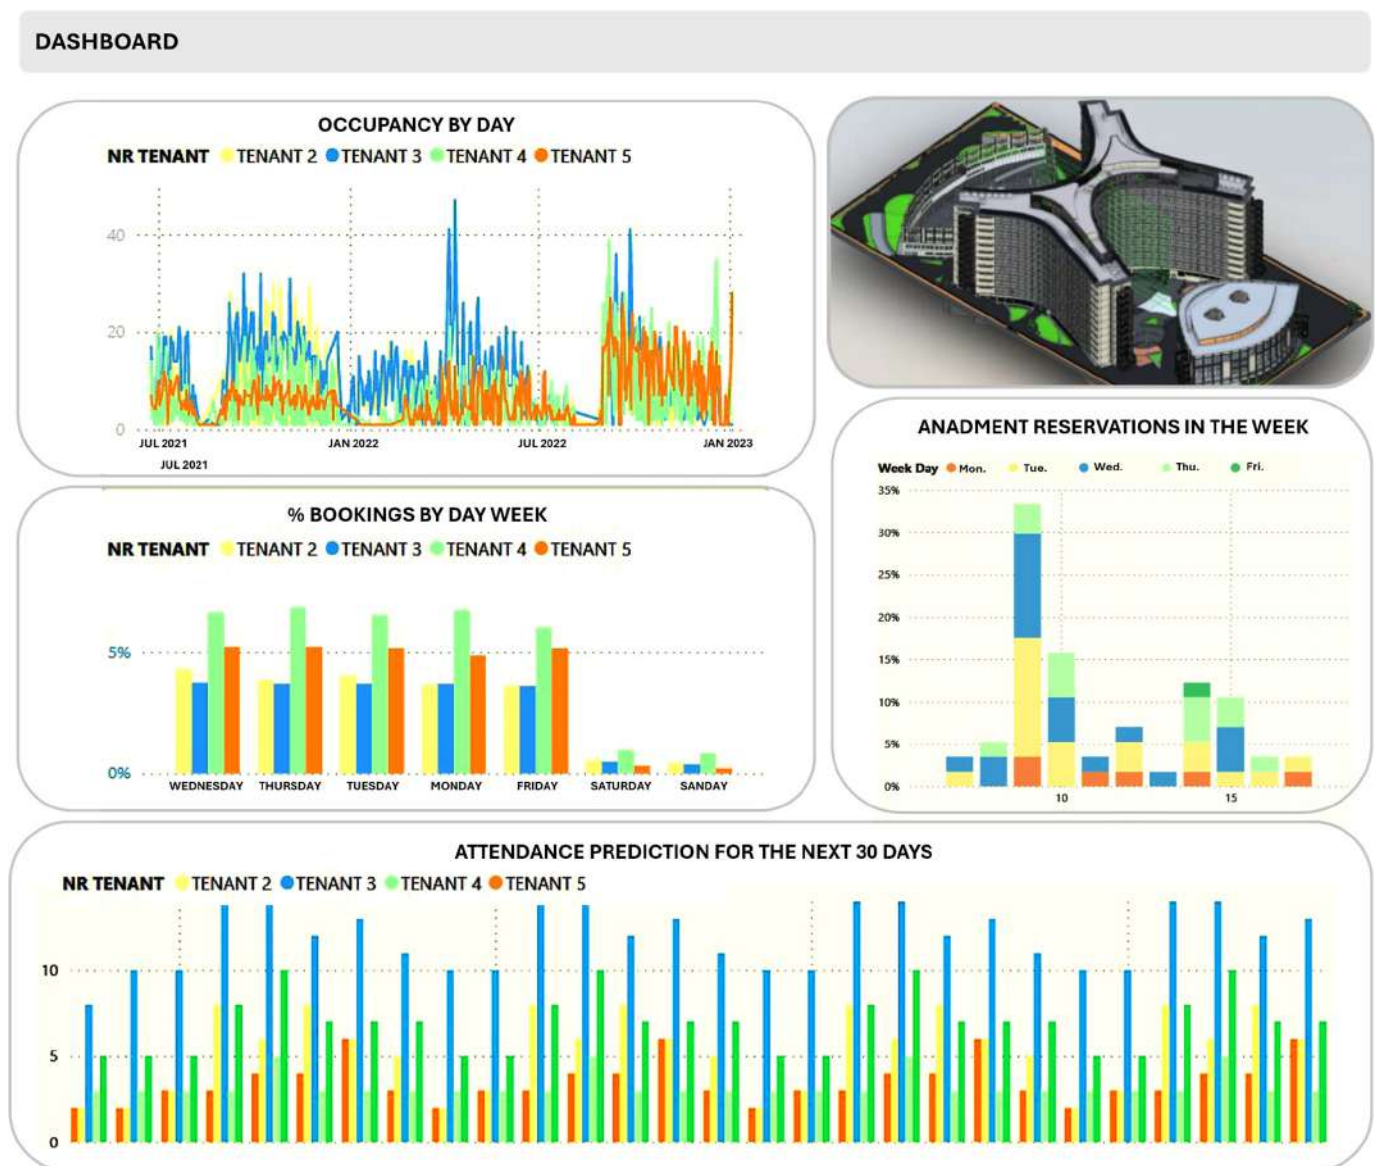 DASHBOARD
OCCUPANCY BY DAY
NR TENANT TENANT 2 TENANT 3 TENANT 4 TENANT 5
40
20
0
JUL 2021 JAN 2022 JUL 2022 JAN 2023
JUL 2021
% BOOKINGS BY DAY WEEK
NR TENANT TENANT 2 TENANT 3 TENANT 4 TENANT 5
5%
0%
WEDNESDAY THURSDAY TUESDAY MONDAY FRIDAY SATURDAY SANDAY
ANADMENT RESERVATIONS IN THE WEEK
Week Day Mon. Tue. Wed. Thu. Fri.
35%
30%
25%
20%
15%
10%
5%
0%
10 15
ATTENDANCE PREDICTION FOR THE NEXT 30 DAYS
NR TENANT TENANT 2 TENANT 3 TENANT 4 TENANT 5
10
5
0